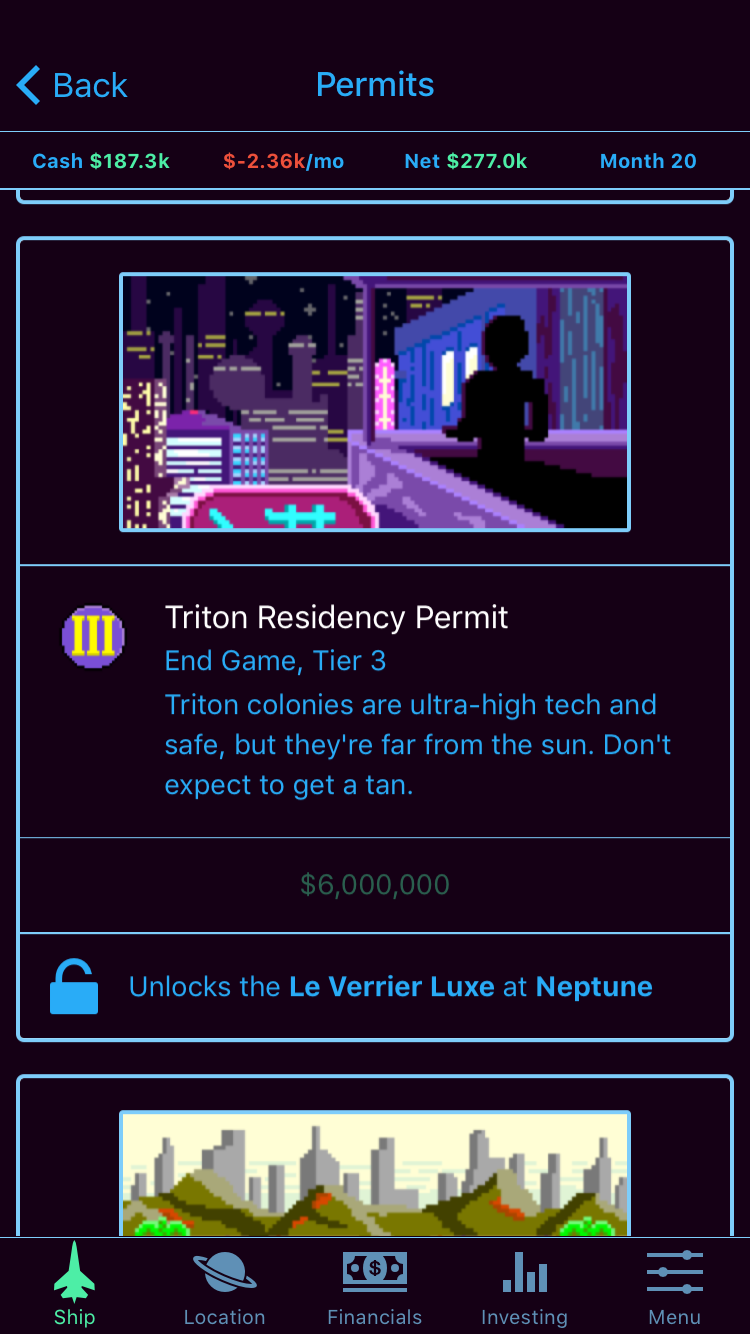 Back
Permits
Cash $187.3k $-2.36k/mo Net $277.0k Month 20
III
Triton Residency Permit
End Game, Tier 3
Triton colonies are ultra-high tech and
safe, but they're far from the sun. Don't
expect to get a tan.
$6,000,000
Unlocks the Le Verrier Luxe at Neptune
$
Ship Location Financials Investing Menu